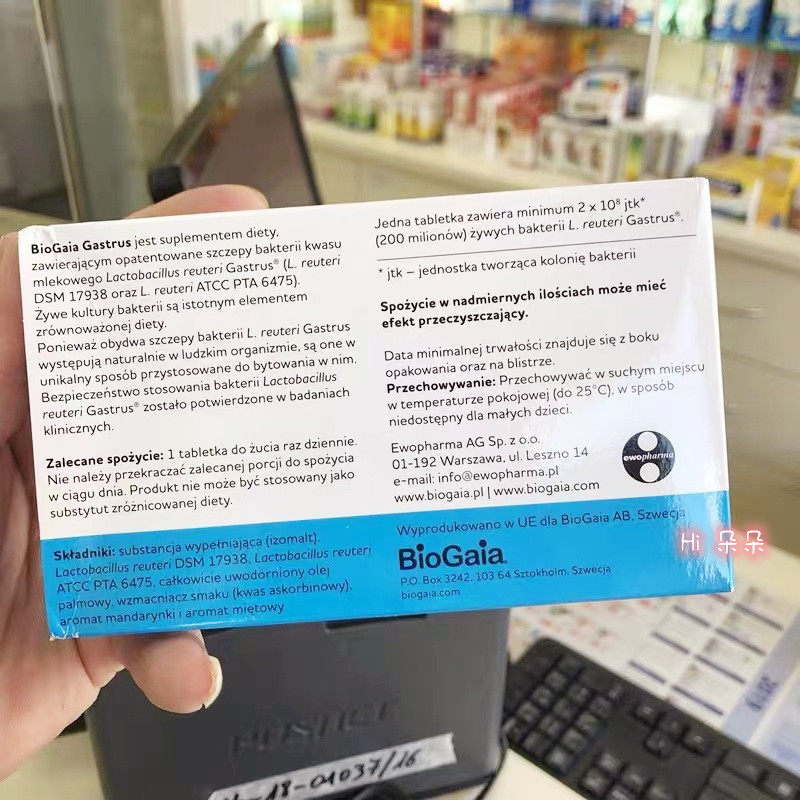 BioGaia Gastrus jest suplementem diety,
zawierającym opatentowane szczepy bakterii kwasu
mlekowego Lactobacillus reuteri Gastrus® (L. reuteri
DSM 17938 oraz L. reuteri ATCC PTA 6475).
Żywe kultury bakterii są istotnym elementem
zrównoważonej diety.
Ponieważ obydwa szczepy bakterii L. reuteri Gastrus
występują naturalnie w ludzkim organizmie, są one w
unikalny sposób przystosowane do bytowania w nim.
Bezpieczeństwo stosowania bakterii Lactobacillus
reuteri Gastrus® zostało potwierdzone w badaniach
klinicznych.
Zalecane spożycie: 1 tabletka do żucia raz dziennie.
Nie należy przekraczać zalecanej porcji do spożycia
w ciągu dnia. Produkt nie może być stosowany jako
substytut zróżnicowanej diety.
Składniki: substancja wypełniająca (izomalt),
Lactobacillus reuteri DSM 17938, Lactobacillus reuteri
ATCC PTA 6475, całkowicie uwodorniony olej
palmowy, wzmacniacz smaku (kwas askorbinowy),
aromat mandarynki i aromat miętowy
Jedna tabletka zawiera minimum 2 x 10⁸ jtk*
(200 milionów) żywych bakterii L. reuteri Gastrus®.
* jtk – jednostka tworząca kolonię bakterii
Spożycie w nadmiernych ilościach może mieć
efekt przeczyszczający.
Data minimalnej trwałości znajduje się z boku
opakowania oraz na blistrze.
Przechowywanie: Przechowywać w suchym miejscu
w temperaturze pokojowej (do 25°C), w sposób
niedostępny dla małych dzieci.
Ewopharma AG Sp. z o.o.
01-192 Warszawa, ul. Leszno 14
e-mail: info@ewopharma.pl
www.biogaia.pl | www.biogaia.com
ewopharma
Wyprodukowano w UE dla BioGaia AB, Szwecja
BioGaia
P.O. Box 3242, 103 64 Sztokholm, Szwecja
biogaia.com
Hi 朵朵
18-01037/16